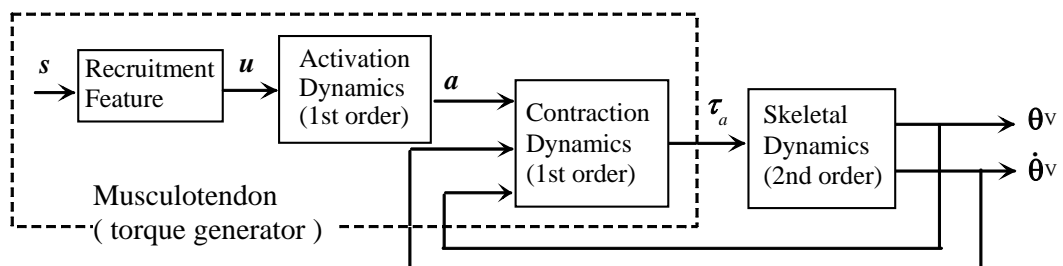 s
Recruitment
Feature
u
Activation
Dynamics
(1st order)
a
Contraction
Dynamics
(1st order)
τₐ
Skeletal
Dynamics
(2nd order)
θv
θ̇v
Musculotendon
( torque generator )